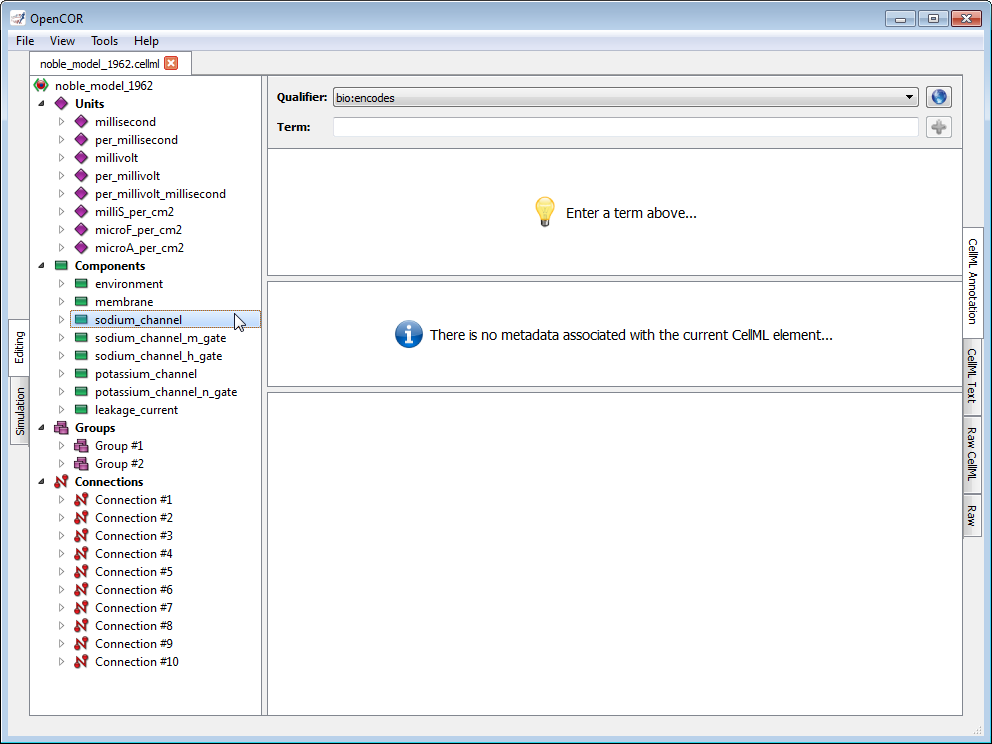 OpenCOR
File View Tools Help
noble_model_1962.cellml
noble_model_1962
Units
millisecond
per_millisecond
millivolt
per_millivolt
per_millivolt_millisecond
milliS_per_cm2
microF_per_cm2
microA_per_cm2
Components
environment
membrane
sodium_channel
sodium_channel_m_gate
sodium_channel_h_gate
potassium_channel
potassium_channel_n_gate
leakage_current
Groups
Group #1
Group #2
Connections
Connection #1
Connection #2
Connection #3
Connection #4
Connection #5
Connection #6
Connection #7
Connection #8
Connection #9
Connection #10
Editing
Simulation
Qualifier: bio:encodes
Term:
Enter a term above...
There is no metadata associated with the current CellML element...
CellML Annotation
CellML Text
Raw CellML
Raw